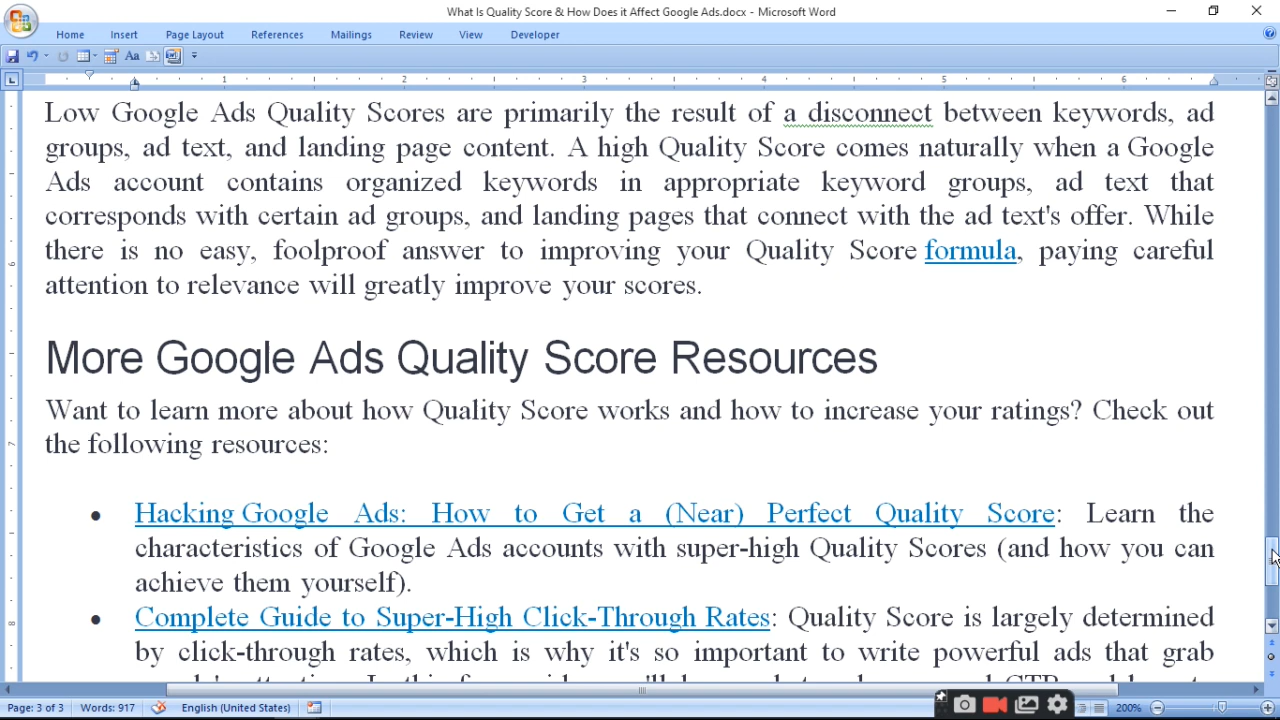 What Is Quality Score & How Does it Affect Google Ads.docx - Microsoft Word
Home Insert Page Layout References Mailings Review View Developer
Aa
1 2 3 4 5 6
Low Google Ads Quality Scores are primarily the result of a disconnect between keywords, ad
groups, ad text, and landing page content. A high Quality Score comes naturally when a Google
Ads account contains organized keywords in appropriate keyword groups, ad text that
corresponds with certain ad groups, and landing pages that connect with the ad text's offer. While
there is no easy, foolproof answer to improving your Quality Score formula, paying careful
attention to relevance will greatly improve your scores.
More Google Ads Quality Score Resources
Want to learn more about how Quality Score works and how to increase your ratings? Check out
the following resources:
• Hacking Google Ads: How to Get a (Near) Perfect Quality Score: Learn the
characteristics of Google Ads accounts with super-high Quality Scores (and how you can
achieve them yourself).
• Complete Guide to Super-High Click-Through Rates: Quality Score is largely determined
by click-through rates, which is why it's so important to write powerful ads that grab
Page: 3 of 3 Words: 917 English (United States) 200%